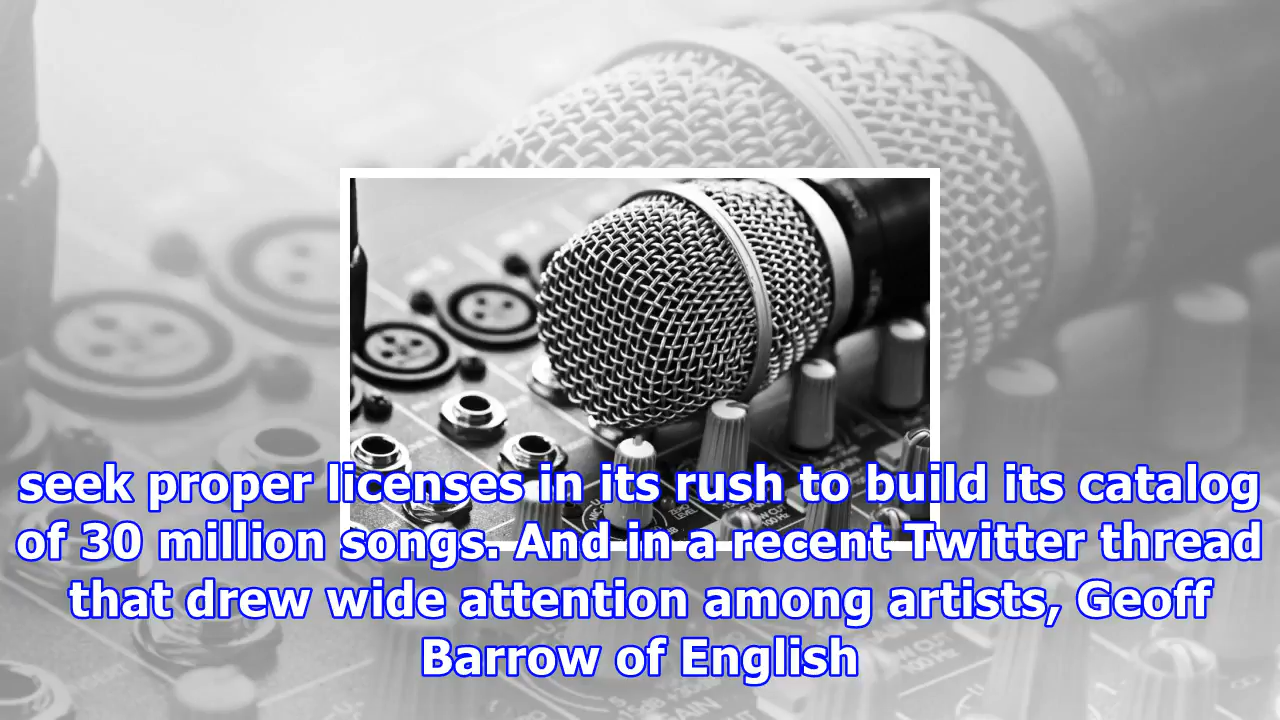 seek proper licenses in its rush to build its catalog
of 30 million songs. And in a recent Twitter thread
that drew wide attention among artists, Geoff
Barrow of English